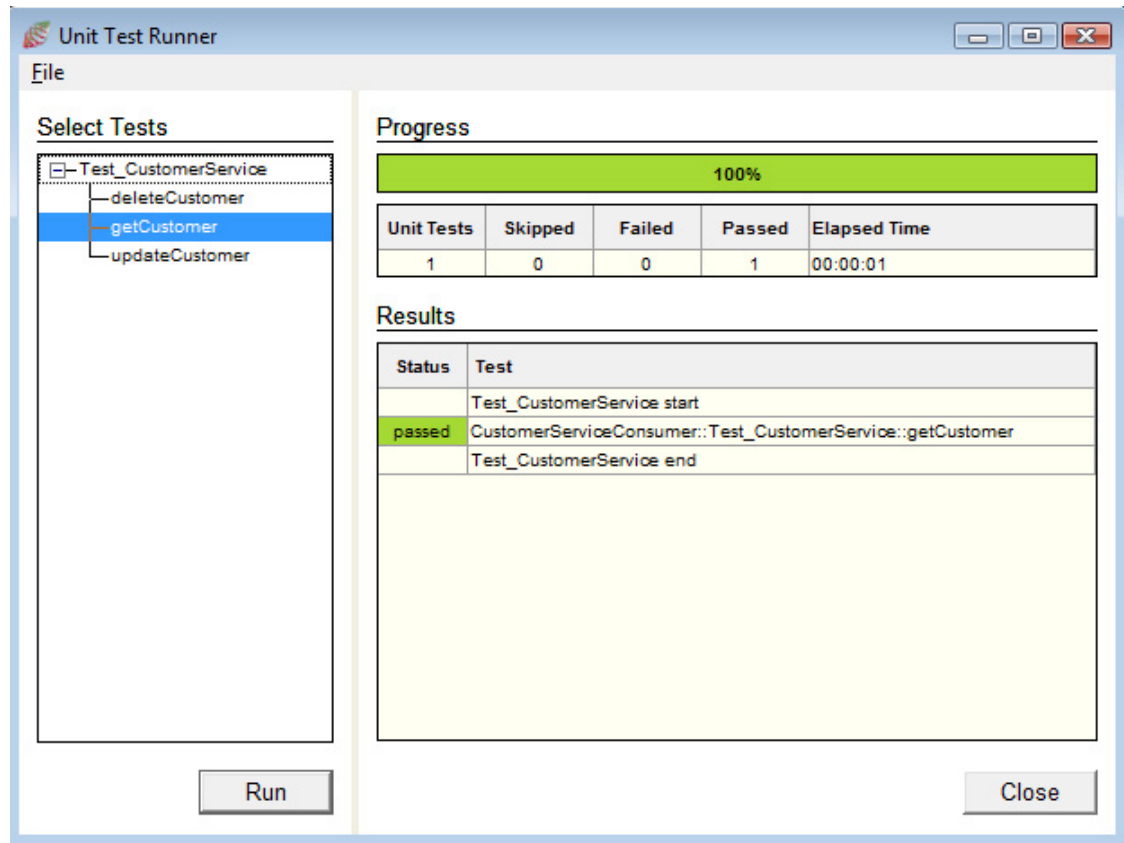 Unit Test Runner
File
Select Tests
Test_CustomerService
deleteCustomer
getCustomer
updateCustomer
Run
Progress
100%
Unit Tests Skipped Failed Passed Elapsed Time
1 0 0 1 00:00:01
Results
Status Test
Test_CustomerService start
passed CustomerServiceConsumer::Test_CustomerService::getCustomer
Test_CustomerService end
Close